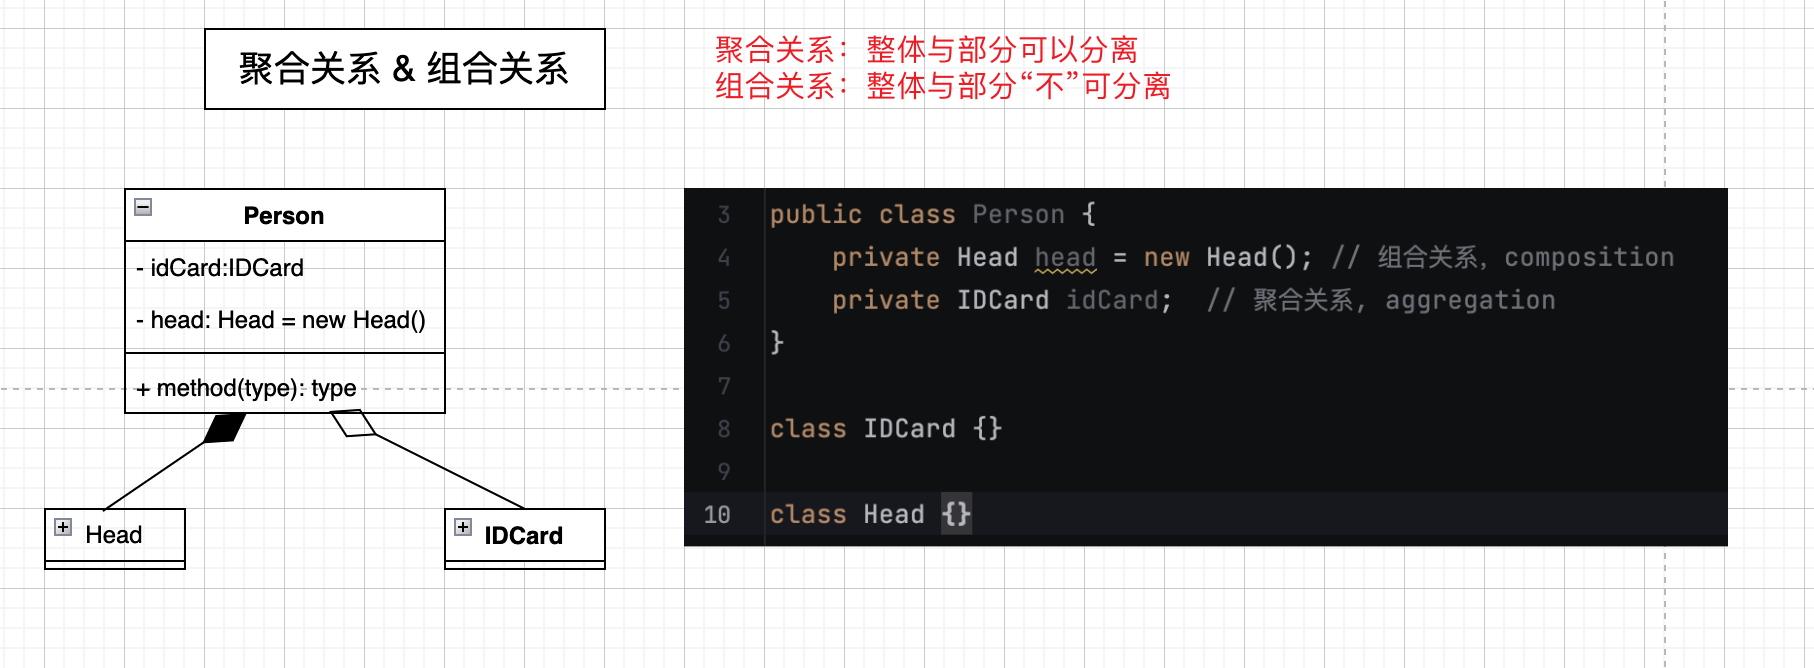 聚合关系 & 组合关系
聚合关系：整体与部分可以分离
组合关系：整体与部分“不”可分离
Person
- idCard:IDCard
- head: Head = new Head()
+ method(type): type
Head
IDCard
3 public class Person {
4 private Head head = new Head(); // 组合关系，composition
5 private IDCard idCard; // 聚合关系, aggregation
6 }
7
8 class IDCard {}
9
10 class Head {}